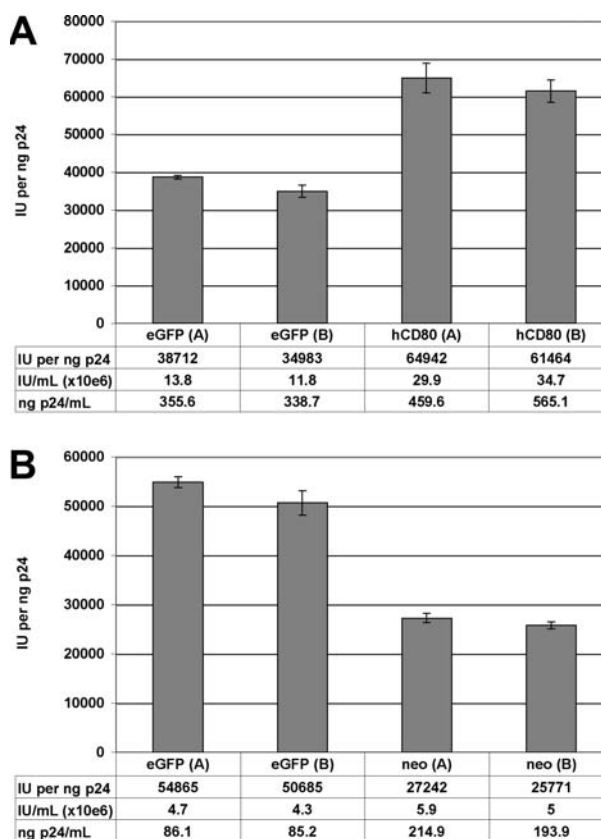 A
80000
70000
60000
50000
40000
30000
20000
10000
0
IU per ng p24
eGFP (A) eGFP (B) hCD80 (A) hCD80 (B)
IU per ng p24 38712 34983 64942 61464
IU/mL (x10e6) 13.8 11.8 29.9 34.7
ng p24/mL 355.6 338.7 459.6 565.1
B
60000
50000
40000
30000
20000
10000
0
IU per ng p24
eGFP (A) eGFP (B) neo (A) neo (B)
IU per ng p24 54865 50685 27242 25771
IU/mL (x10e6) 4.7 4.3 5.9 5
ng p24/mL 86.1 85.2 214.9 193.9